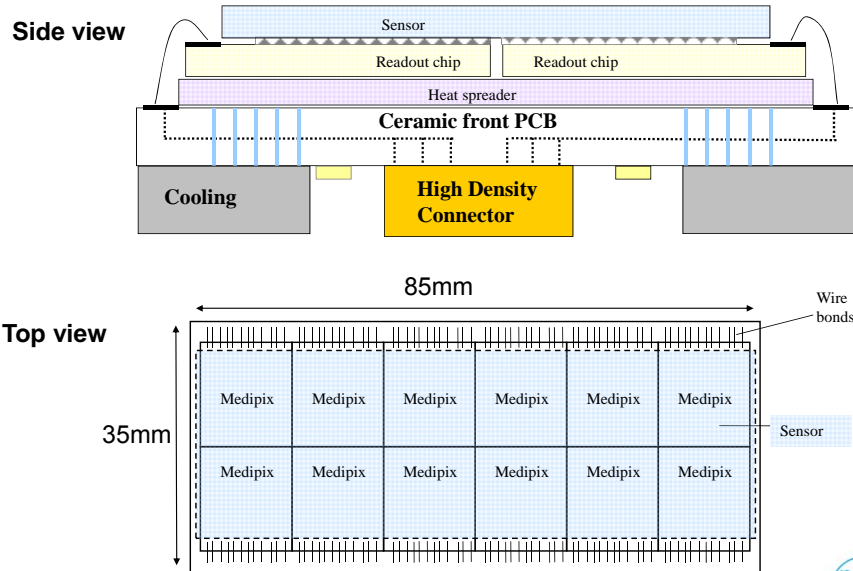 Side view
Sensor
Readout chip
Readout chip
Heat spreader
Ceramic front PCB
Cooling
High Density
Connector
85mm
Wire
bonds
Top view
Medipix Medipix Medipix Medipix Medipix Medipix
35mm
Sensor
Medipix Medipix Medipix Medipix Medipix Medipix